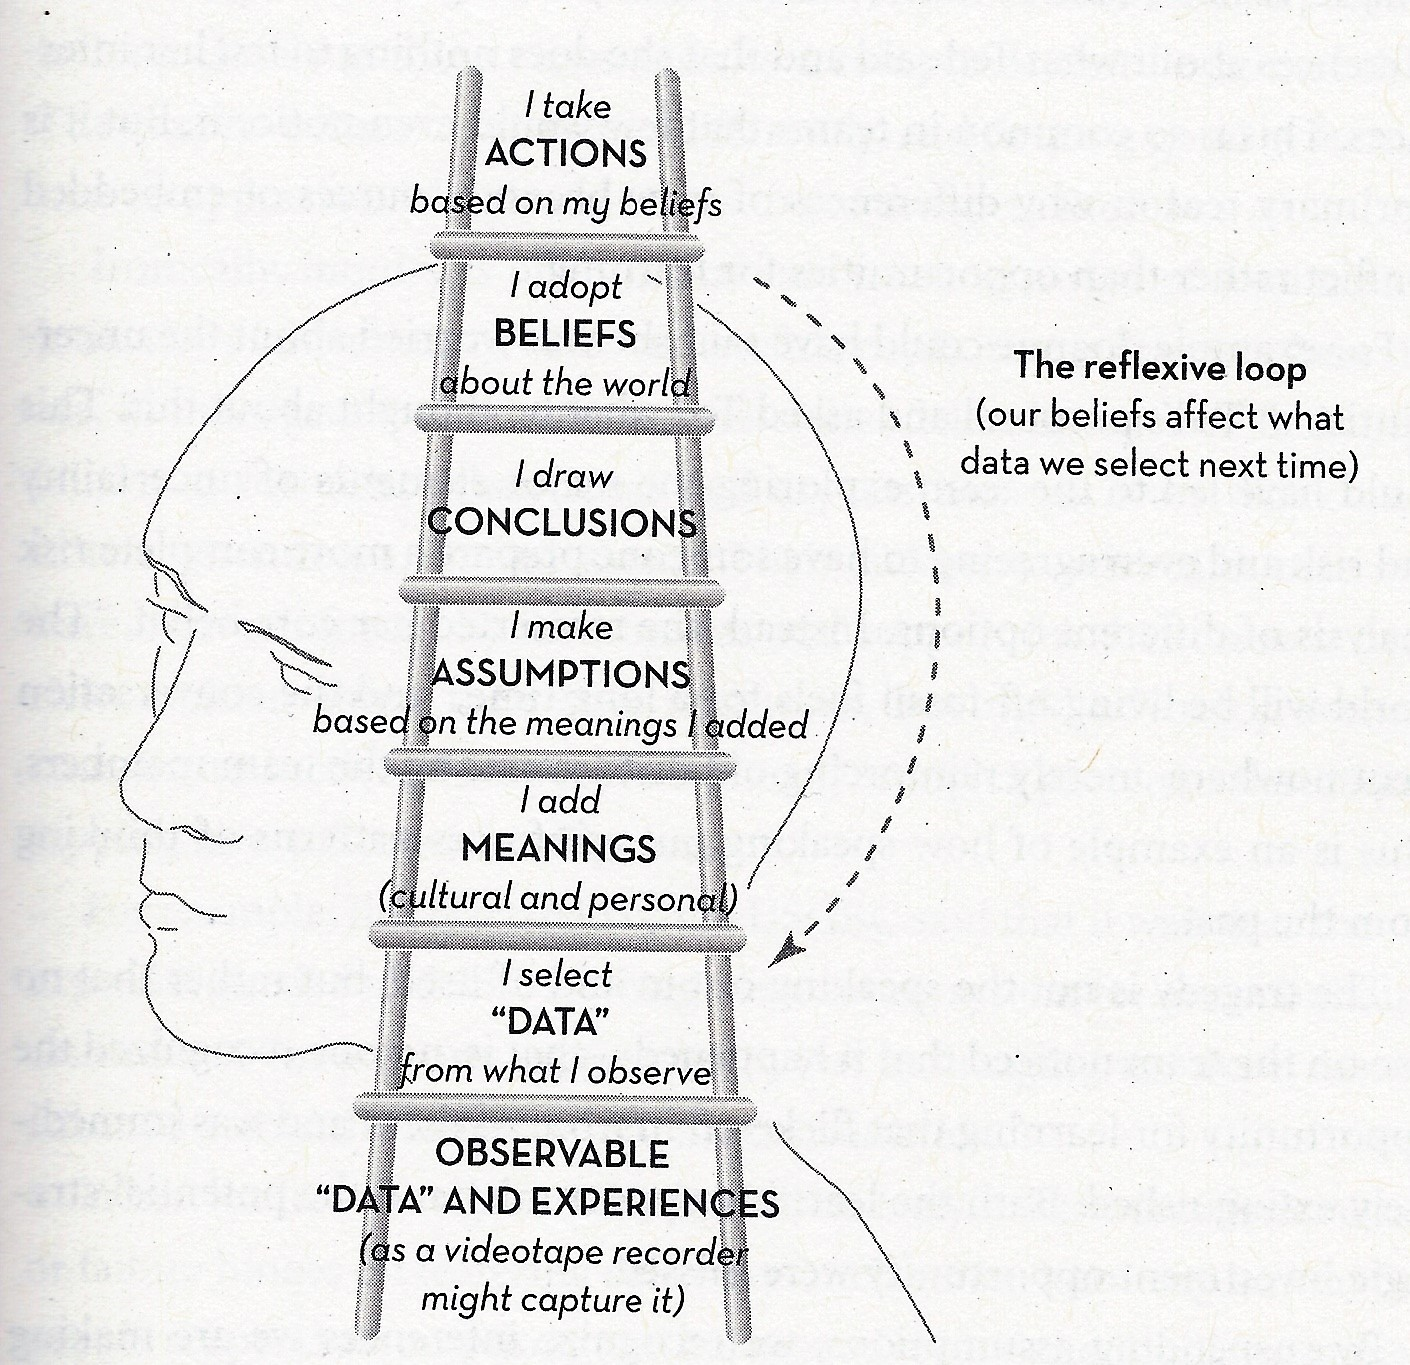 I take
ACTIONS
based on my beliefs
I adopt
BELIEFS
about the world
The reflexive loop
(our beliefs affect what
data we select next time)
I draw
CONCLUSIONS
I make
ASSUMPTIONS
based on the meanings I added
I add
MEANINGS
(cultural and personal)
I select
“DATA”
from what I observe
OBSERVABLE
“DATA” AND EXPERIENCES
(as a videotape recorder
might capture it)